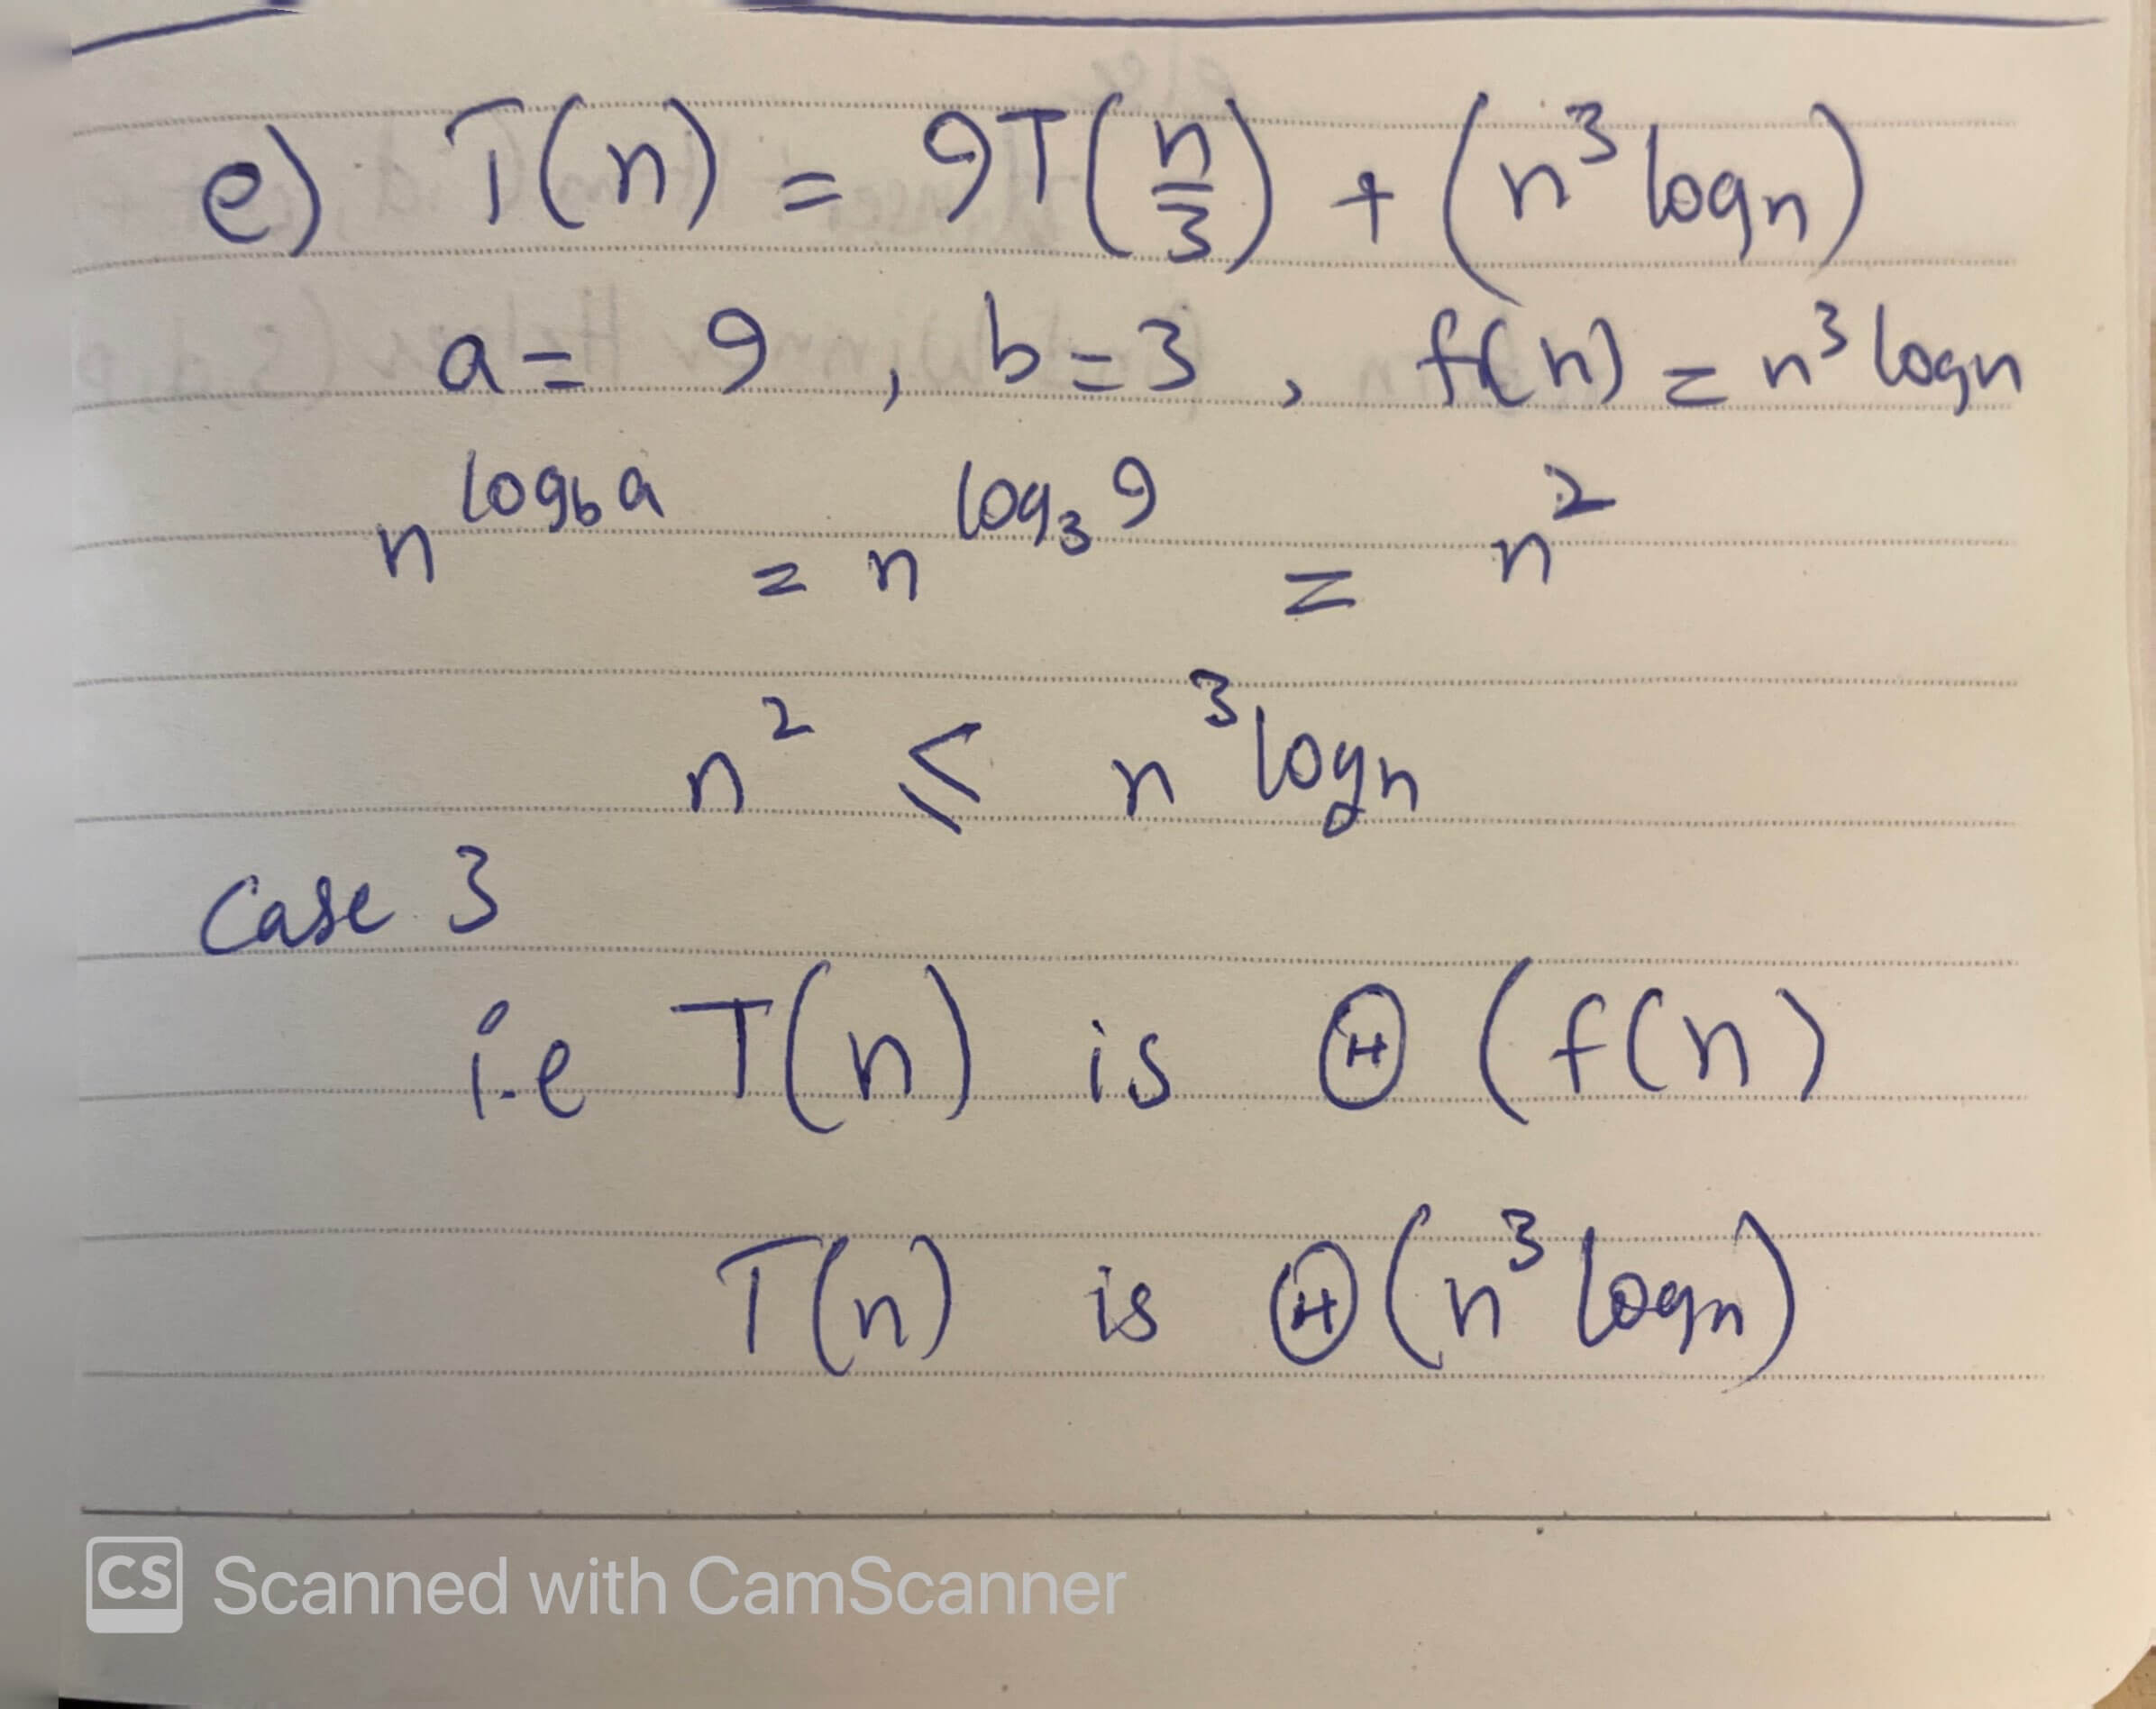 e) T(n) = 9T(n/3) + (n³ logn)
a = 9 , b = 3 , f(n) = n³ logn
n^(log_b a) = n^(log_3 9) = n²
n² ≤ n³ logn
Case 3
i.e T(n) is Θ (f(n)
T(n) is Θ(n³ logn)
CS Scanned with CamScanner